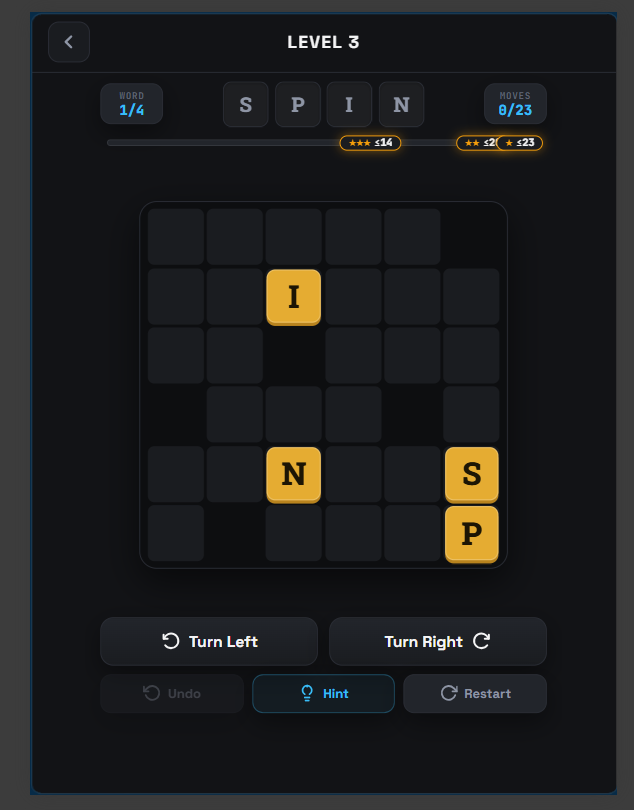 LEVEL 3
WORD
1/4
S P I N
MOVES
0/23
★★★ ≤14
★★
★ ≤23
I
N
S
P
Turn Left
Turn Right
Undo
Hint
Restart